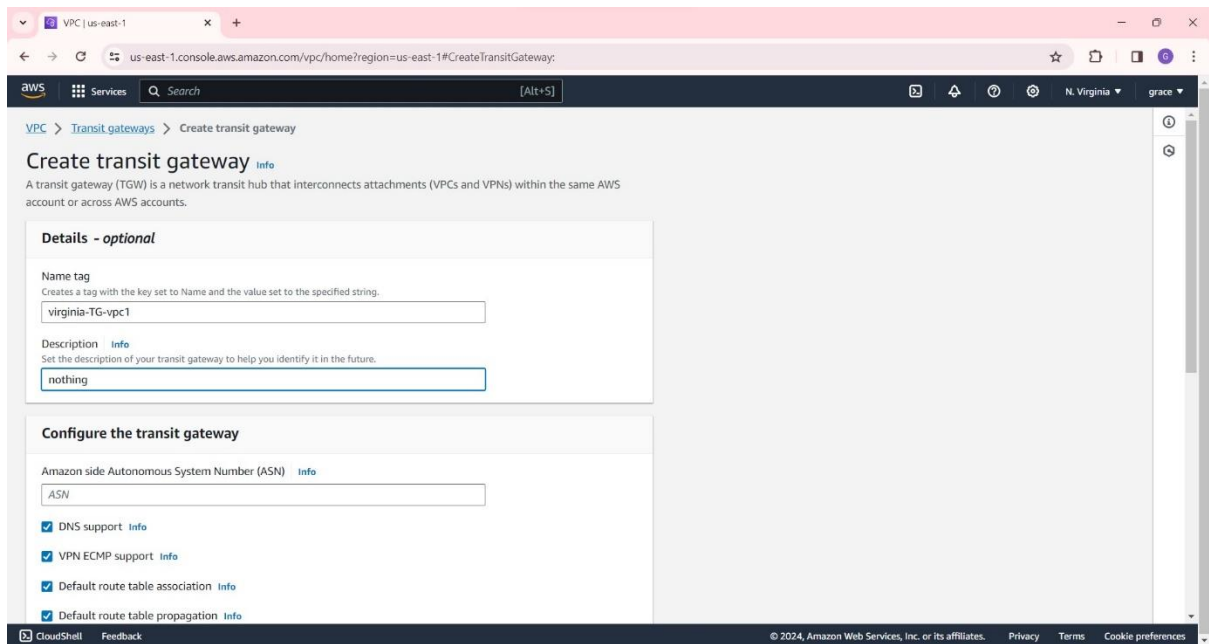 VPC | us-east-1
us-east-1.console.aws.amazon.com/vpc/home?region=us-east-1#CreateTransitGateway:
G
aws Services Search [Alt+S] N. Virginia grace
VPC > Transit gateways > Create transit gateway
Create transit gateway Info
A transit gateway (TGW) is a network transit hub that interconnects attachments (VPCs and VPNs) within the same AWS
account or across AWS accounts.
Details - optional
Name tag
Creates a tag with the key set to Name and the value set to the specified string.
virginia-TG-vpc1
Description Info
Set the description of your transit gateway to help you identify it in the future.
nothing
Configure the transit gateway
Amazon side Autonomous System Number (ASN) Info
ASN
DNS support Info
VPN ECMP support Info
Default route table association Info
Default route table propagation Info
CloudShell Feedback © 2024, Amazon Web Services, Inc. or its affiliates. Privacy Terms Cookie preferences